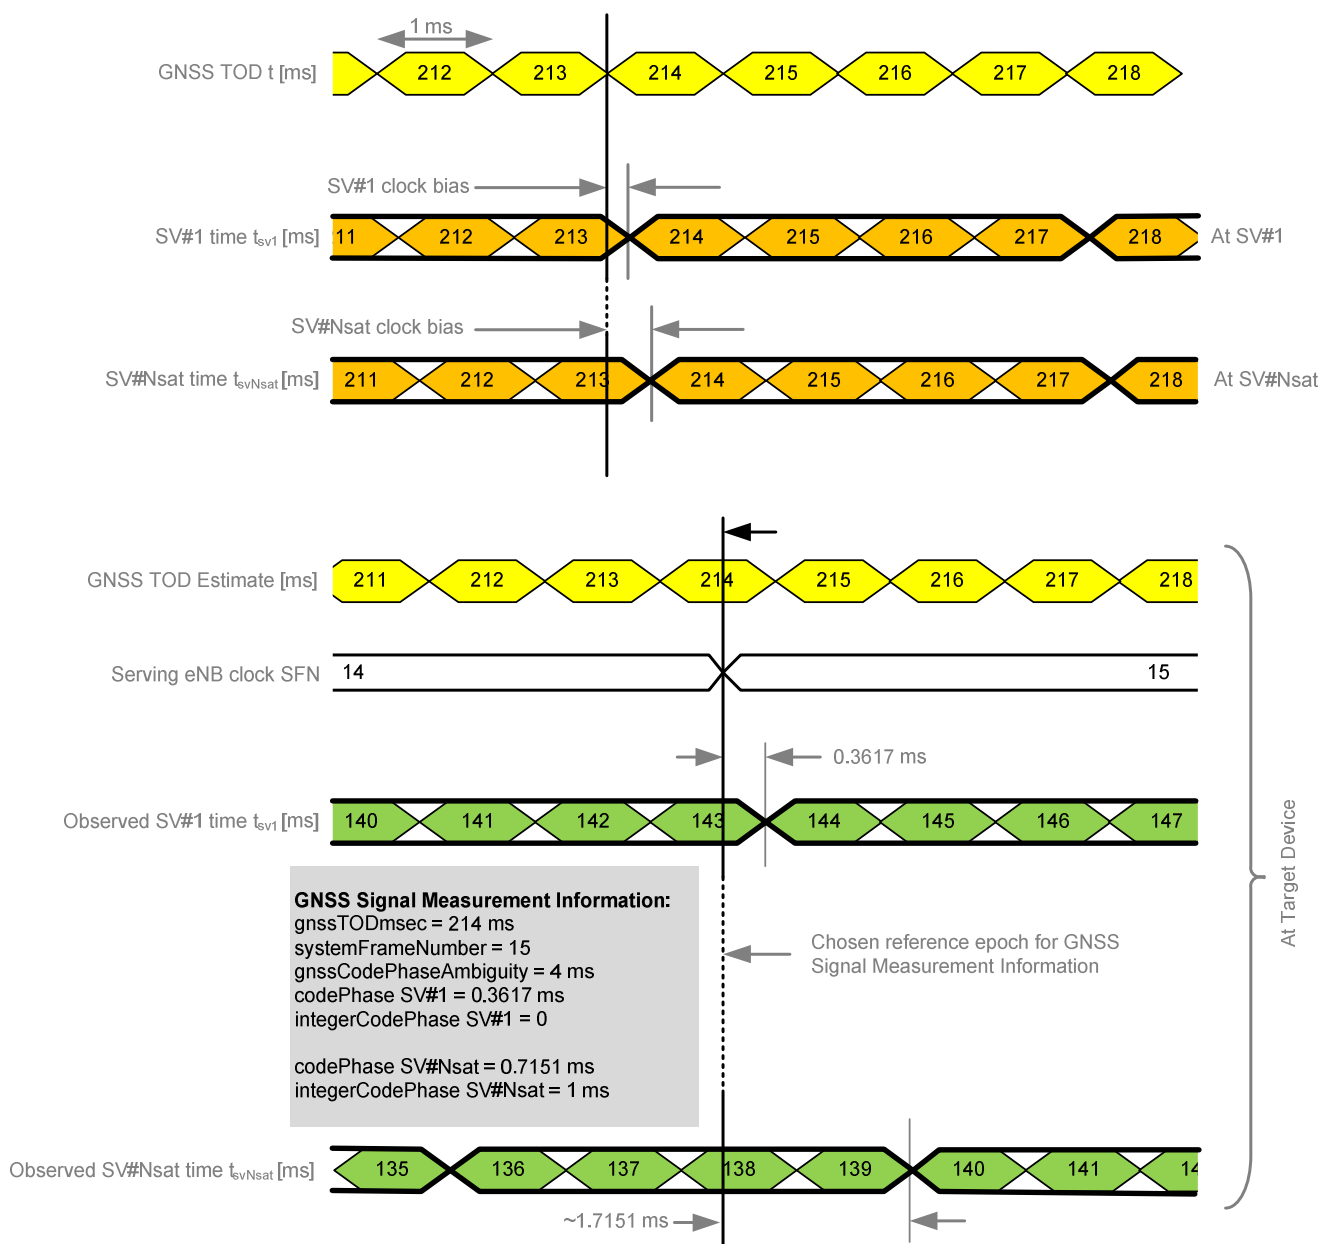 1 ms
GNSS TOD t [ms]
212 213 214 215 216 217 218
SV#1 clock bias
SV#1 time tsv1 [ms]
11 212 213 214 215 216 217 218
At SV#1
SV#Nsat clock bias
SV#Nsat time tsvNsat [ms]
211 212 213 214 215 216 217 218
At SV#Nsat
GNSS TOD Estimate [ms]
211 212 213 214 215 216 217 218
Serving eNB clock SFN
14 15
0.3617 ms
Observed SV#1 time tsv1 [ms]
140 141 142 143 144 145 146 147
GNSS Signal Measurement Information:
gnssTODmsec = 214 ms
systemFrameNumber = 15
gnssCodePhaseAmbiguity = 4 ms
codePhase SV#1 = 0.3617 ms
integerCodePhase SV#1 = 0
codePhase SV#Nsat = 0.7151 ms
integerCodePhase SV#Nsat = 1 ms
Chosen reference epoch for GNSS
Signal Measurement Information
At Target Device
Observed SV#Nsat time tsvNsat [ms]
135 136 137 138 139 140 141 14
~1.7151 ms